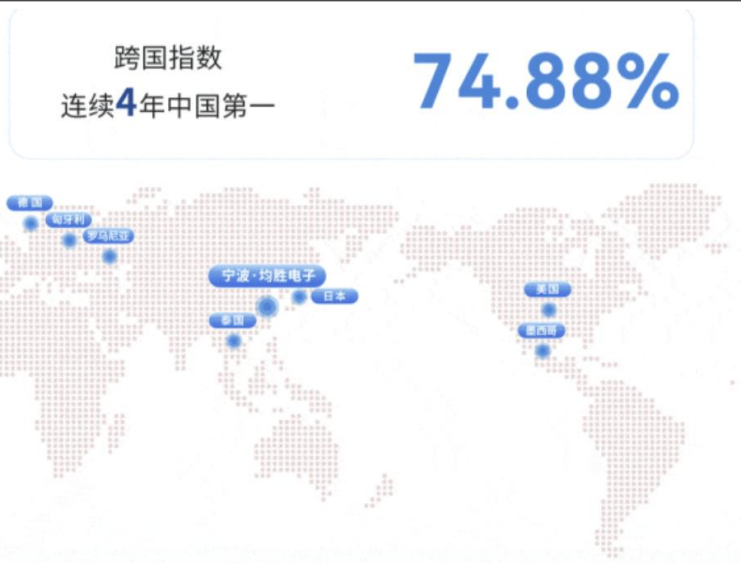 跨国指数
连续4年中国第一
74.88%
德国
匈牙利
罗马尼亚
宁波·均胜电子
日本
泰国
美国
墨西哥